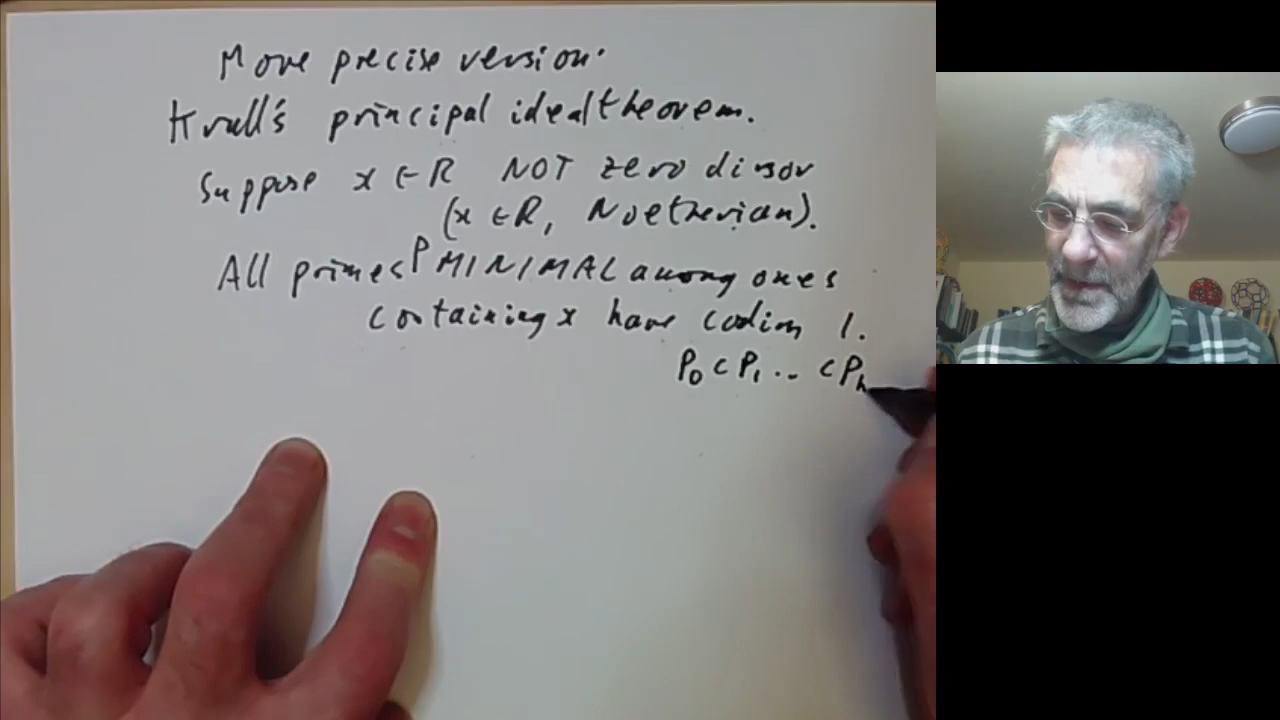 More precise version.
Krull's principal ideal theorem.
Suppose x ∈ R NOT zero divisor
(x ∈ R, Noetherian).
All primes P MINIMAL among ones
containing x have codim 1.
P₀ ⊂ P₁ .. ⊂ Pₕ